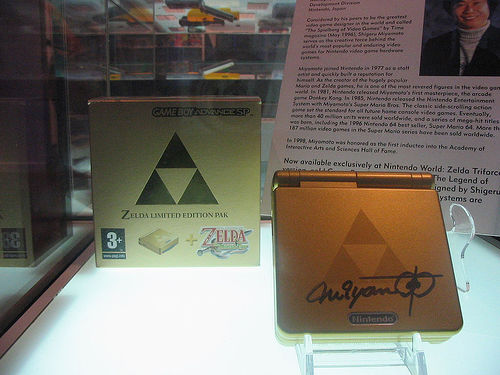 Development Division
Nintendo, Japan
Considered by his peers to be the greatest
video game designer in the world and called
"The Spielberg of Video Games" by Time
magazine (May 1996), Shigeru Miyamoto
serves as the creative force behind the
world's most popular and enduring video
games for Nintendo video game hardware
systems.
Miyamoto joined Nintendo in 1977 as a staff
artist and quickly built a reputation for
himself. As the creator of the hugely popular
Mario and Zelda games, he is one of the most revered figures in the video gam
In 1981, Nintendo released Miyamoto's first masterpiece, the arcade
game Donkey Kong. In 1985, Nintendo released the Nintendo Entertainment
System with Miyamoto's Super Mario Bros. The classic side-scrolling action
game set the standard for all future home console video games. Eventually,
more than 40 million units were sold worldwide, and a series of mega-hit titles
was born, including the 1996 Nintendo 64 best seller, Super Mario 64. More th
187 million video games in the Super Mario series have been sold worldwide.
In 1998, Miyamoto was honored as the first inductee into the Academy of
Interactive Arts and Sciences Hall of Fame.
Now available exclusively at Nintendo World: Zelda Triforc
The Legend of
igned by Shigeru
ystems are
GAME BOY ADVANCE SP
ZELDA LIMITED EDITION PAK
3+
www.pegi.info
+
ZELDA
Miyamoto
Nintendo